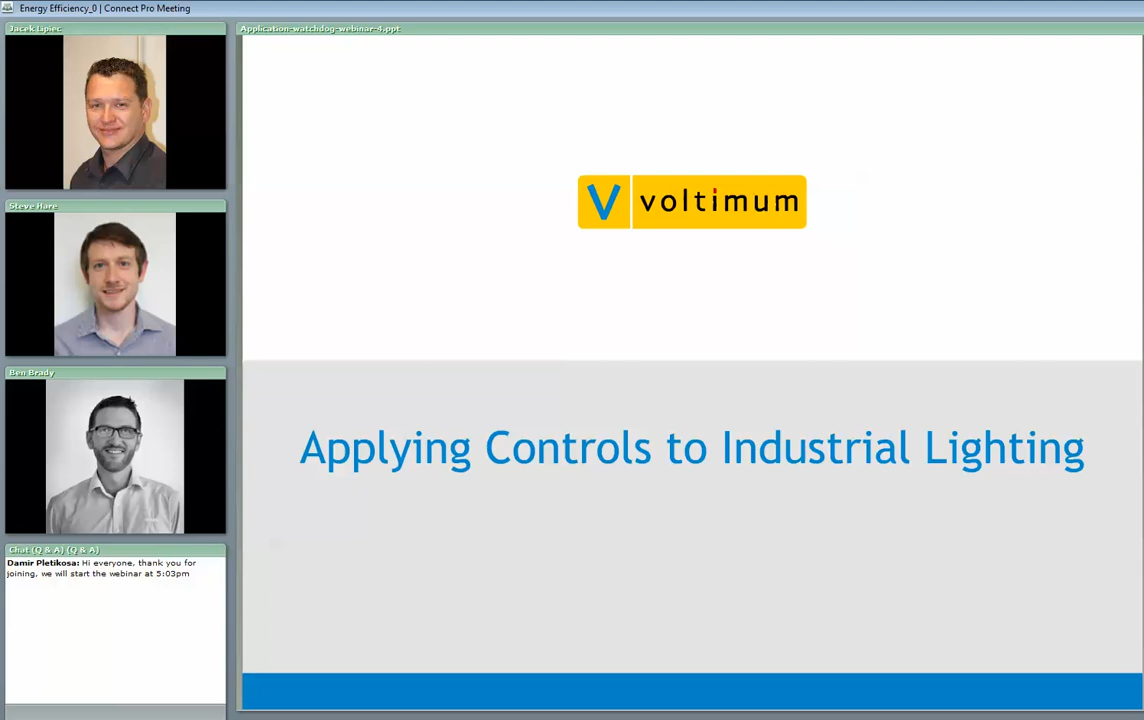 Energy Efficiency_0 | Connect Pro Meeting
Jacek Lipiec
Application-watchdog-webinar-4.ppt
V voltimum
Steve Hare
Applying Controls to Industrial Lighting
Ben Brady
Chat (Q & A) (Q & A)
Damir Pletikosa: Hi everyone, thank you for
joining, we will start the webinar at 5:03pm